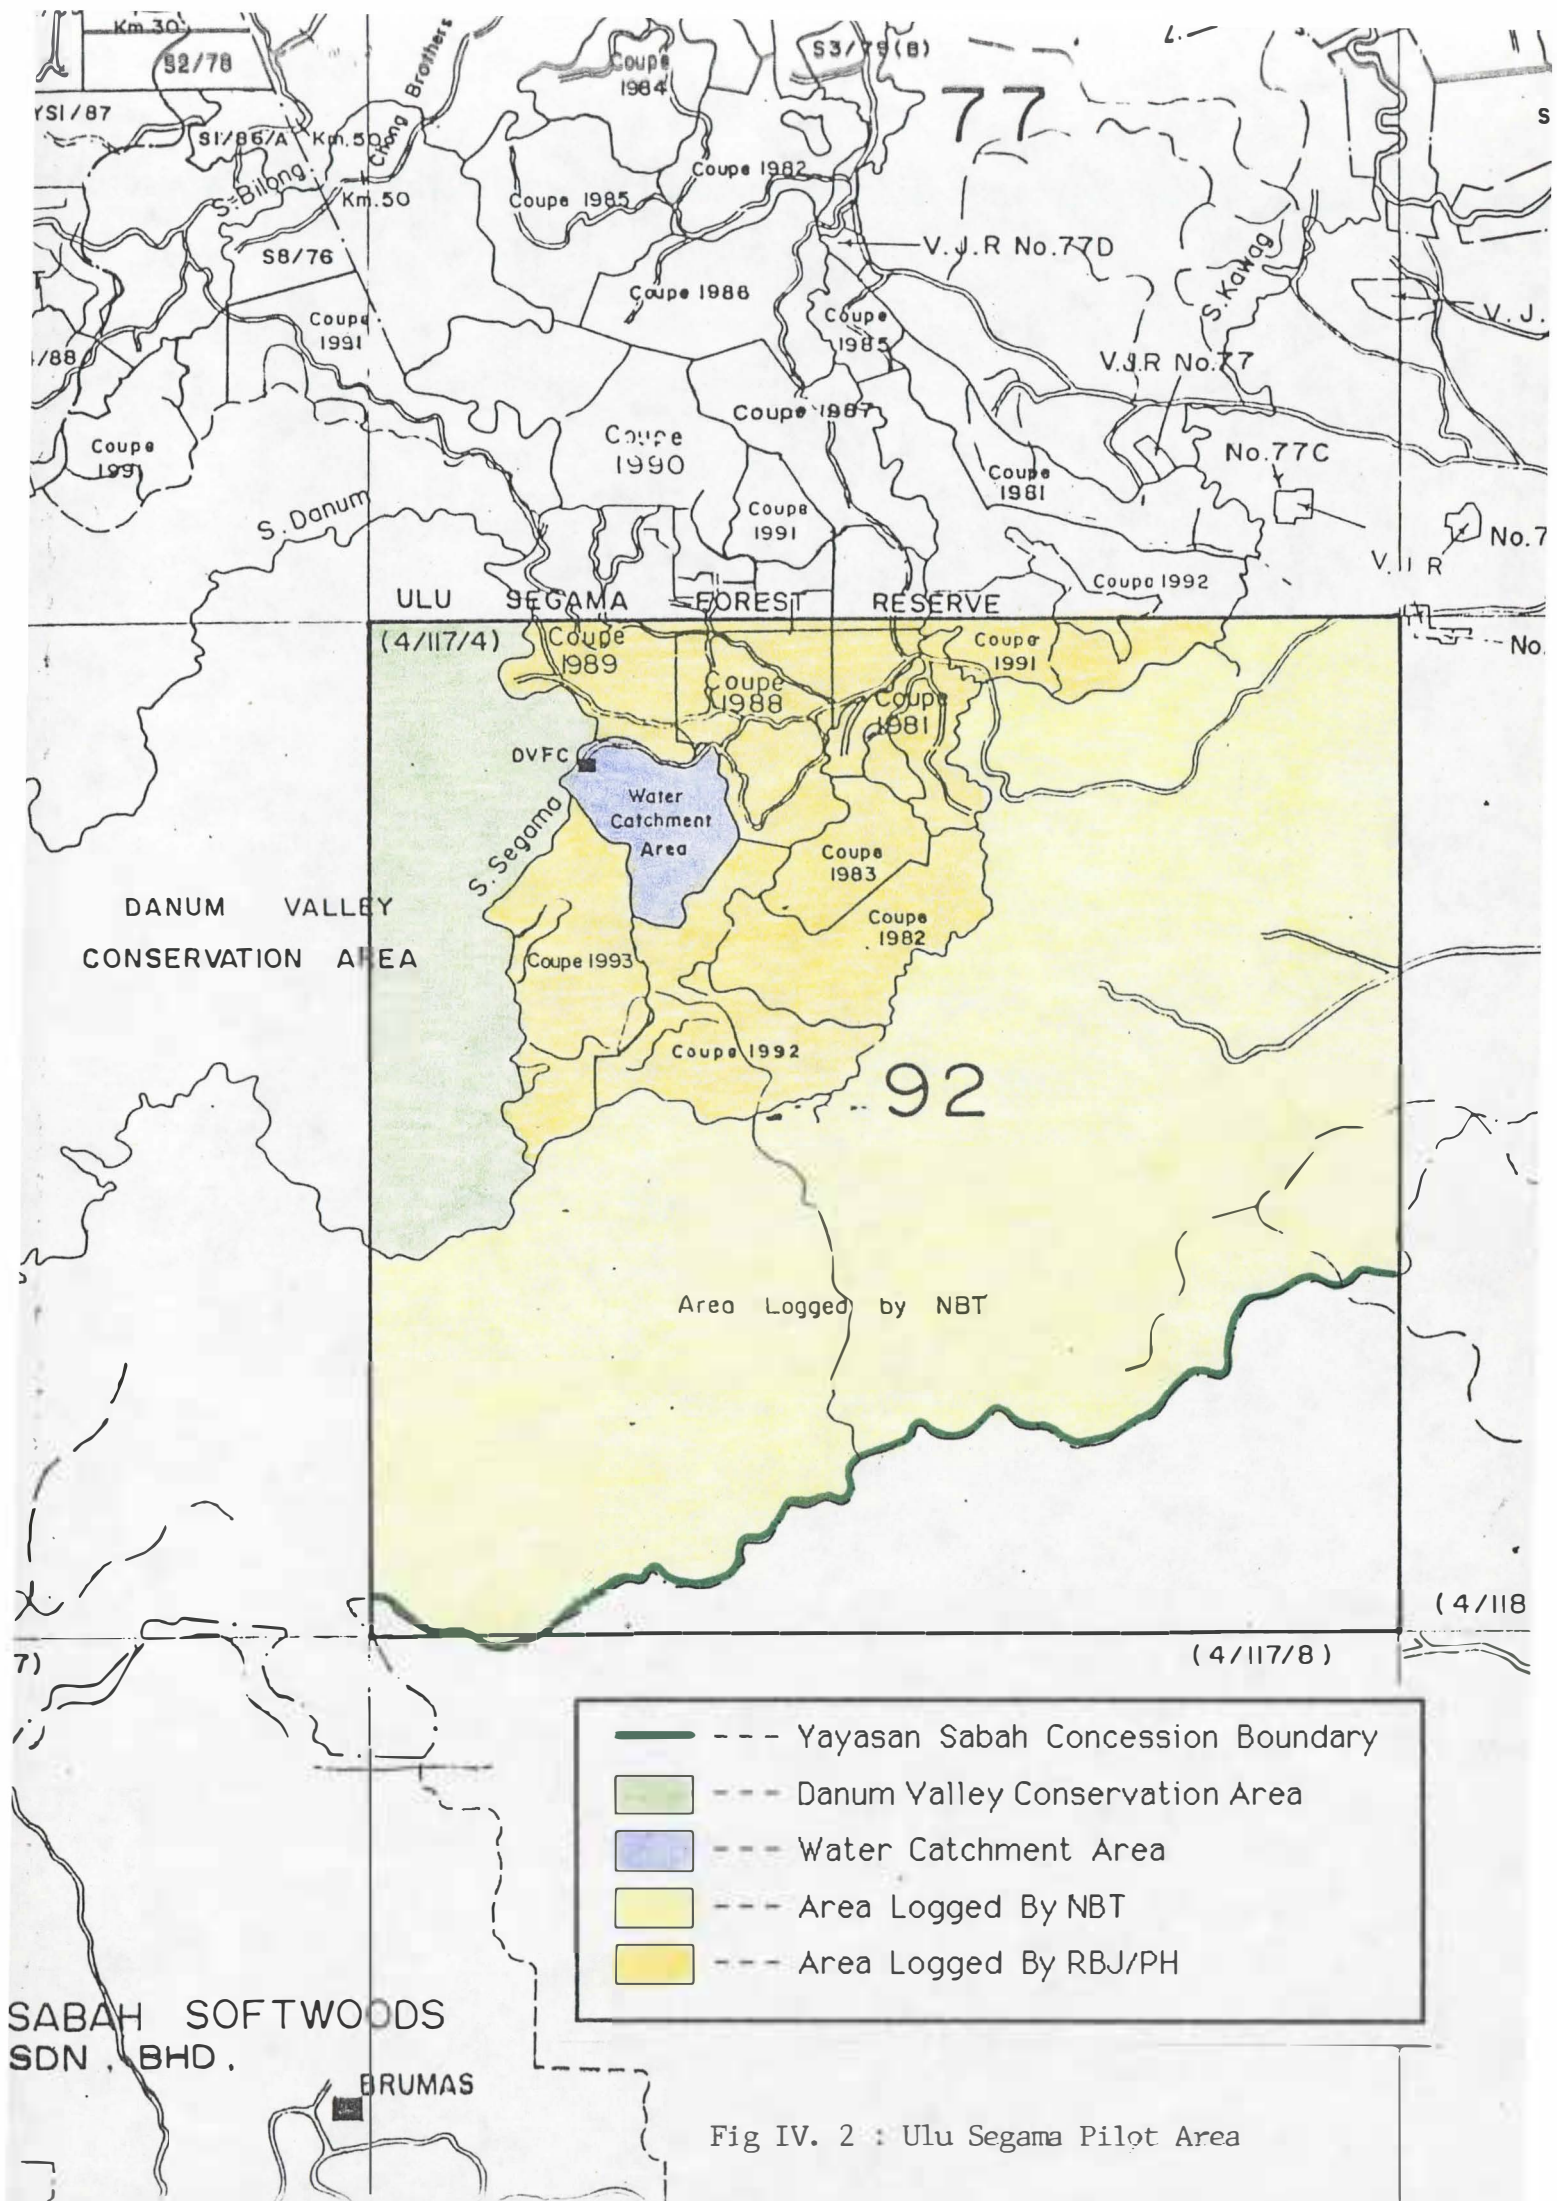 Km 30
S2/78
Chong Brothers
Coupe
1984
S3/79(B)
77
YS1/87
S1/86/A
Km.50
S. Bilong
Km.50
Coupe 1985
Coupe 1982
V.J.R No.77D
S8/76
Coupe 1986
S. Kawag
Coupe
1991
Coupe
1985
V. J.
/88
V.J.R No.77
Coupe 1987
Coupe
1991
Coupe
1990
No.77C
Coupe
1981
S. Danum
Coupe
1991
No.7
Coupe 1992
ULU SEGAMA FOREST RESERVE
(4/117/4)
Coupe
1989
Coupe
1991
No.
Coupe
1988
Coupe
1981
DVFC
Water
Catchment
Area
S. Segama
Coupe
1983
DANUM VALLEY
CONSERVATION AREA
Coupe
1982
Coupe 1993
Coupe 1992
92
Area Logged by NBT
(4/118
7)
(4/117/8)
Yayasan Sabah Concession Boundary
Danum Valley Conservation Area
Water Catchment Area
Area Logged By NBT
Area Logged By RBJ/PH
SABAH SOFTWOODS
SDN. BHD.
BRUMAS
Fig IV. 2 : Ulu Segama Pilot Area